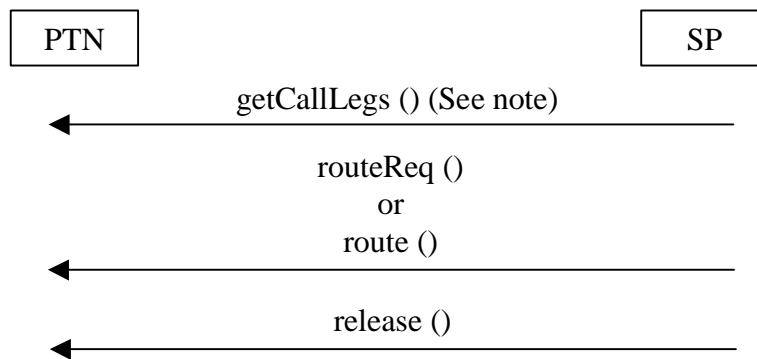 PTN
SP
getCallLegs () (See note)
routeReq ()
or
route ()
release ()